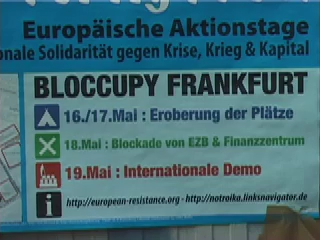 Europäische Aktionstage
nale Solidarität gegen Krise, Krieg & Kapital
BLOCCUPY FRANKFURT
16./17.Mai : Eroberung der Plätze
18.Mai : Blockade von EZB & Finanzzentrum
19.Mai : Internationale Demo
i http://european-resistance.org - http://notroika.linksnavigator.de